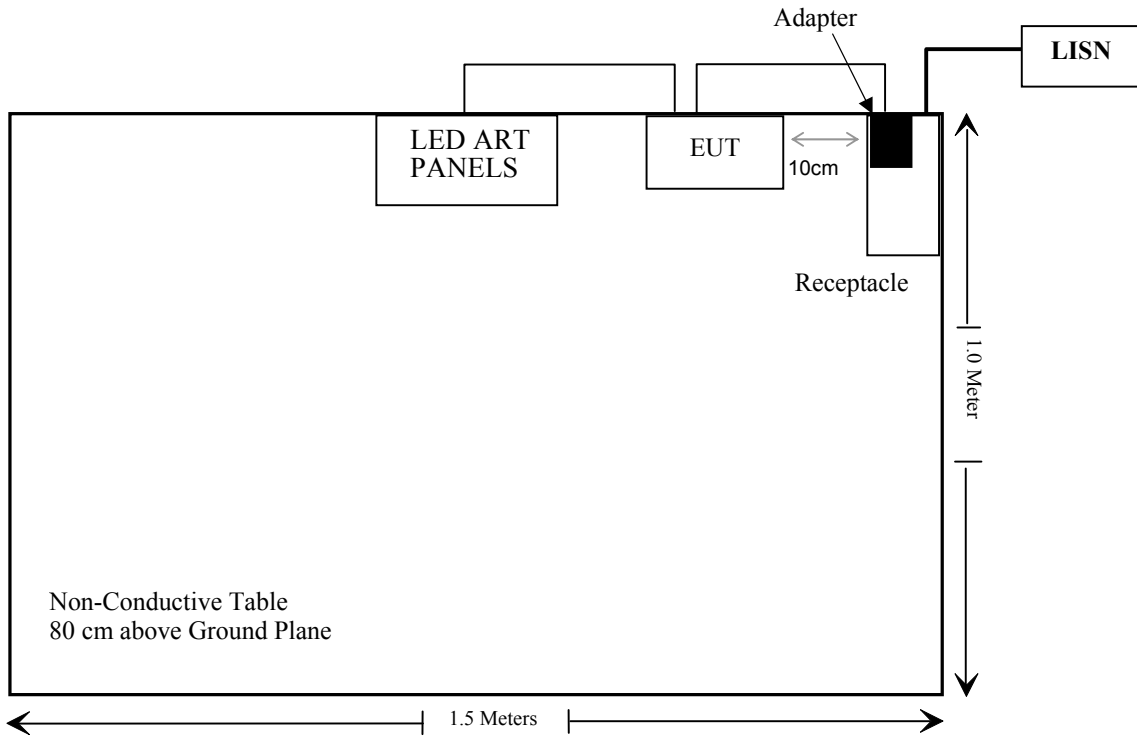 Adapter
LISN
LED ART
PANELS
EUT
10cm
Receptacle
1.0 Meter
Non-Conductive Table
80 cm above Ground Plane
1.5 Meters